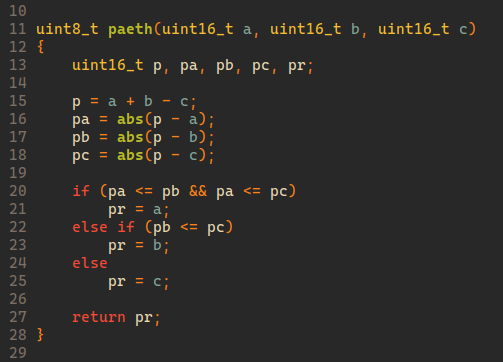 10
11 uint8_t paeth(uint16_t a, uint16_t b, uint16_t c)
12 {
13     uint16_t p, pa, pb, pc, pr;
14
15     p = a + b - c;
16     pa = abs(p - a);
17     pb = abs(p - b);
18     pc = abs(p - c);
19
20     if (pa <= pb && pa <= pc)
21         pr = a;
22     else if (pb <= pc)
23         pr = b;
24     else
25         pr = c;
26
27     return pr;
28 }
29